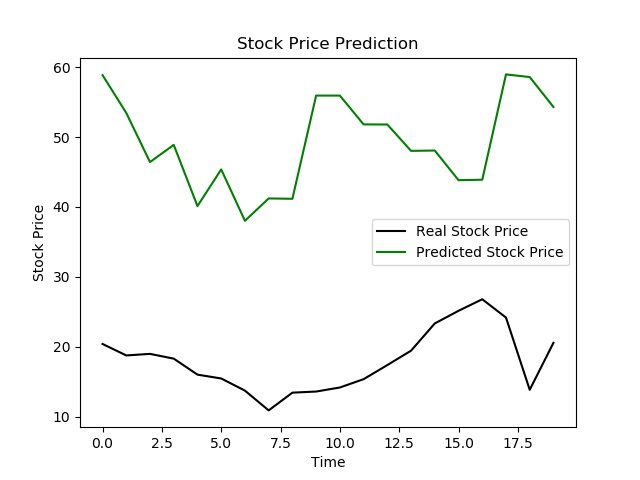 Stock Price Prediction
60
50
40
30
20
10
Stock Price
Real Stock Price
Predicted Stock Price
0.0 2.5 5.0 7.5 10.0 12.5 15.0 17.5
Time